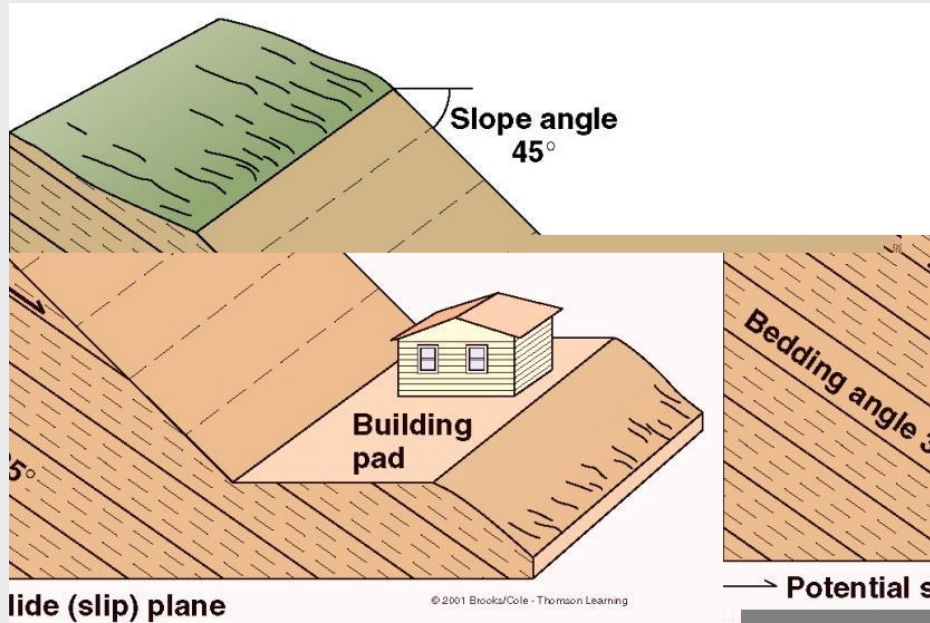 Slope angle
45°
Bedding angle 3
Building
pad
5°
Potential s
lide (slip) plane
© 2001 Brooks/Cole - Thomson Learning